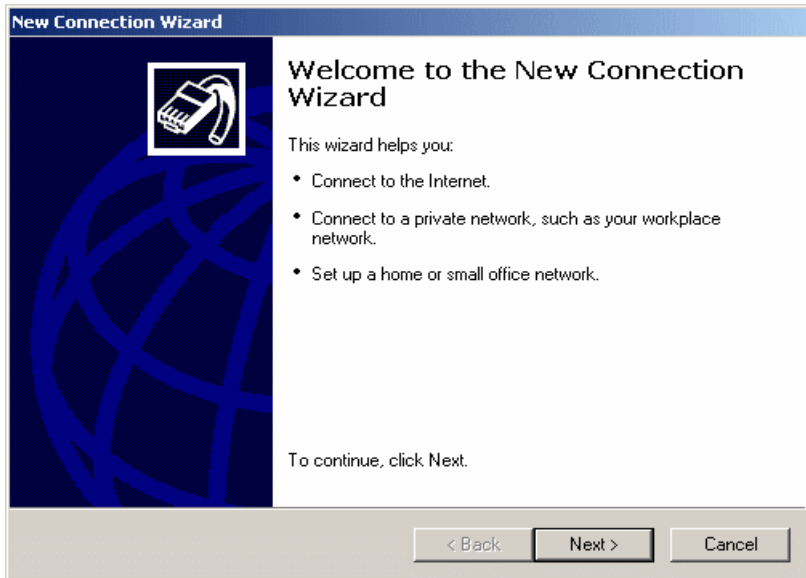 New Connection Wizard
Welcome to the New Connection
Wizard
This wizard helps you:
• Connect to the Internet.
• Connect to a private network, such as your workplace
network.
• Set up a home or small office network.
To continue, click Next.
< Back
Next >
Cancel